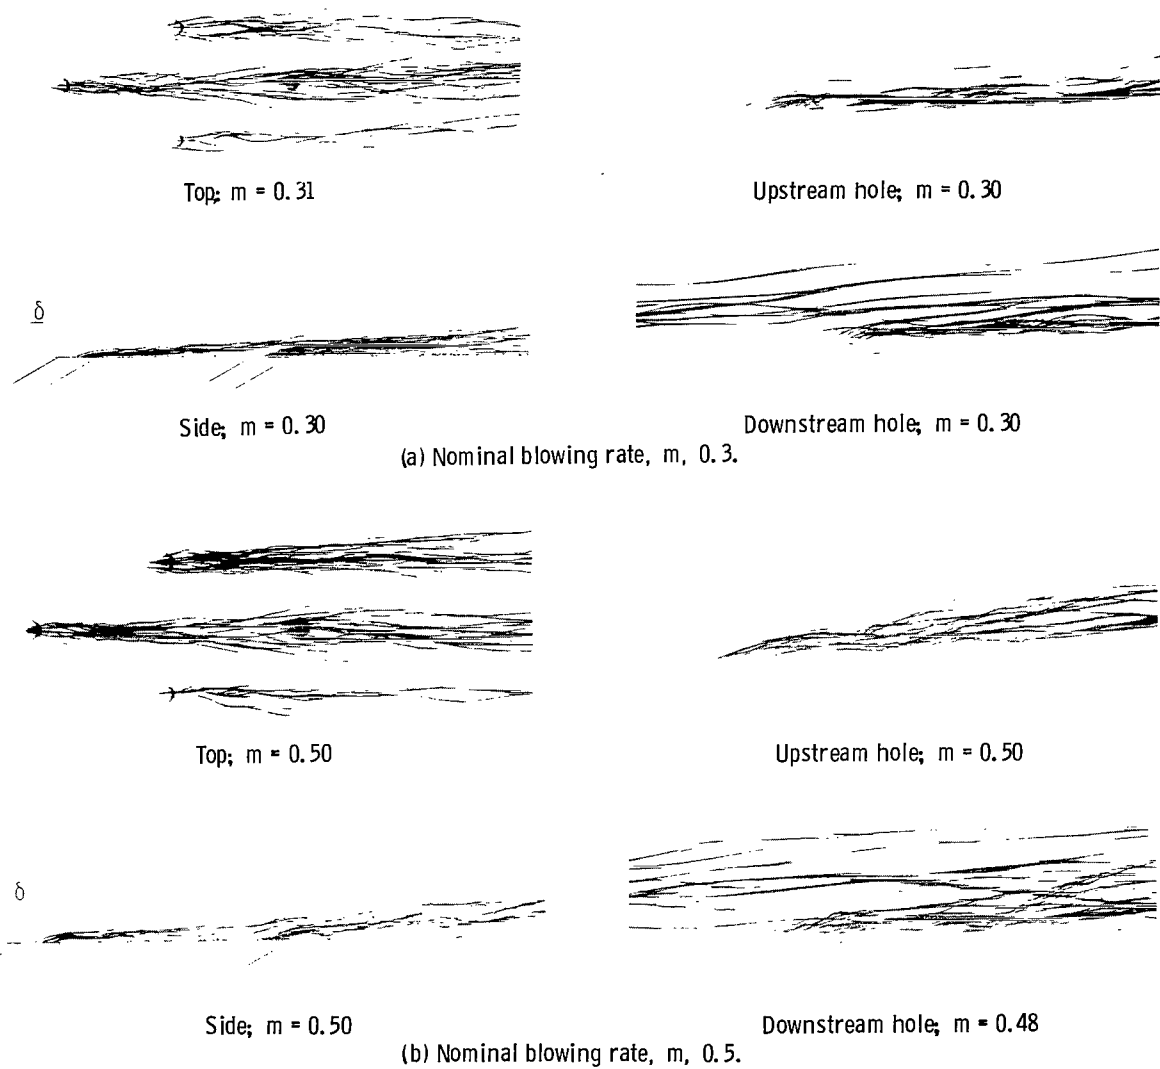 Top; m = 0.31
Upstream hole; m = 0.30
δ
Side; m = 0.30
Downstream hole; m = 0.30
(a) Nominal blowing rate, m, 0.3.
Top; m = 0.50
Upstream hole; m = 0.50
δ
Side; m = 0.50
Downstream hole; m = 0.48
(b) Nominal blowing rate, m, 0.5.